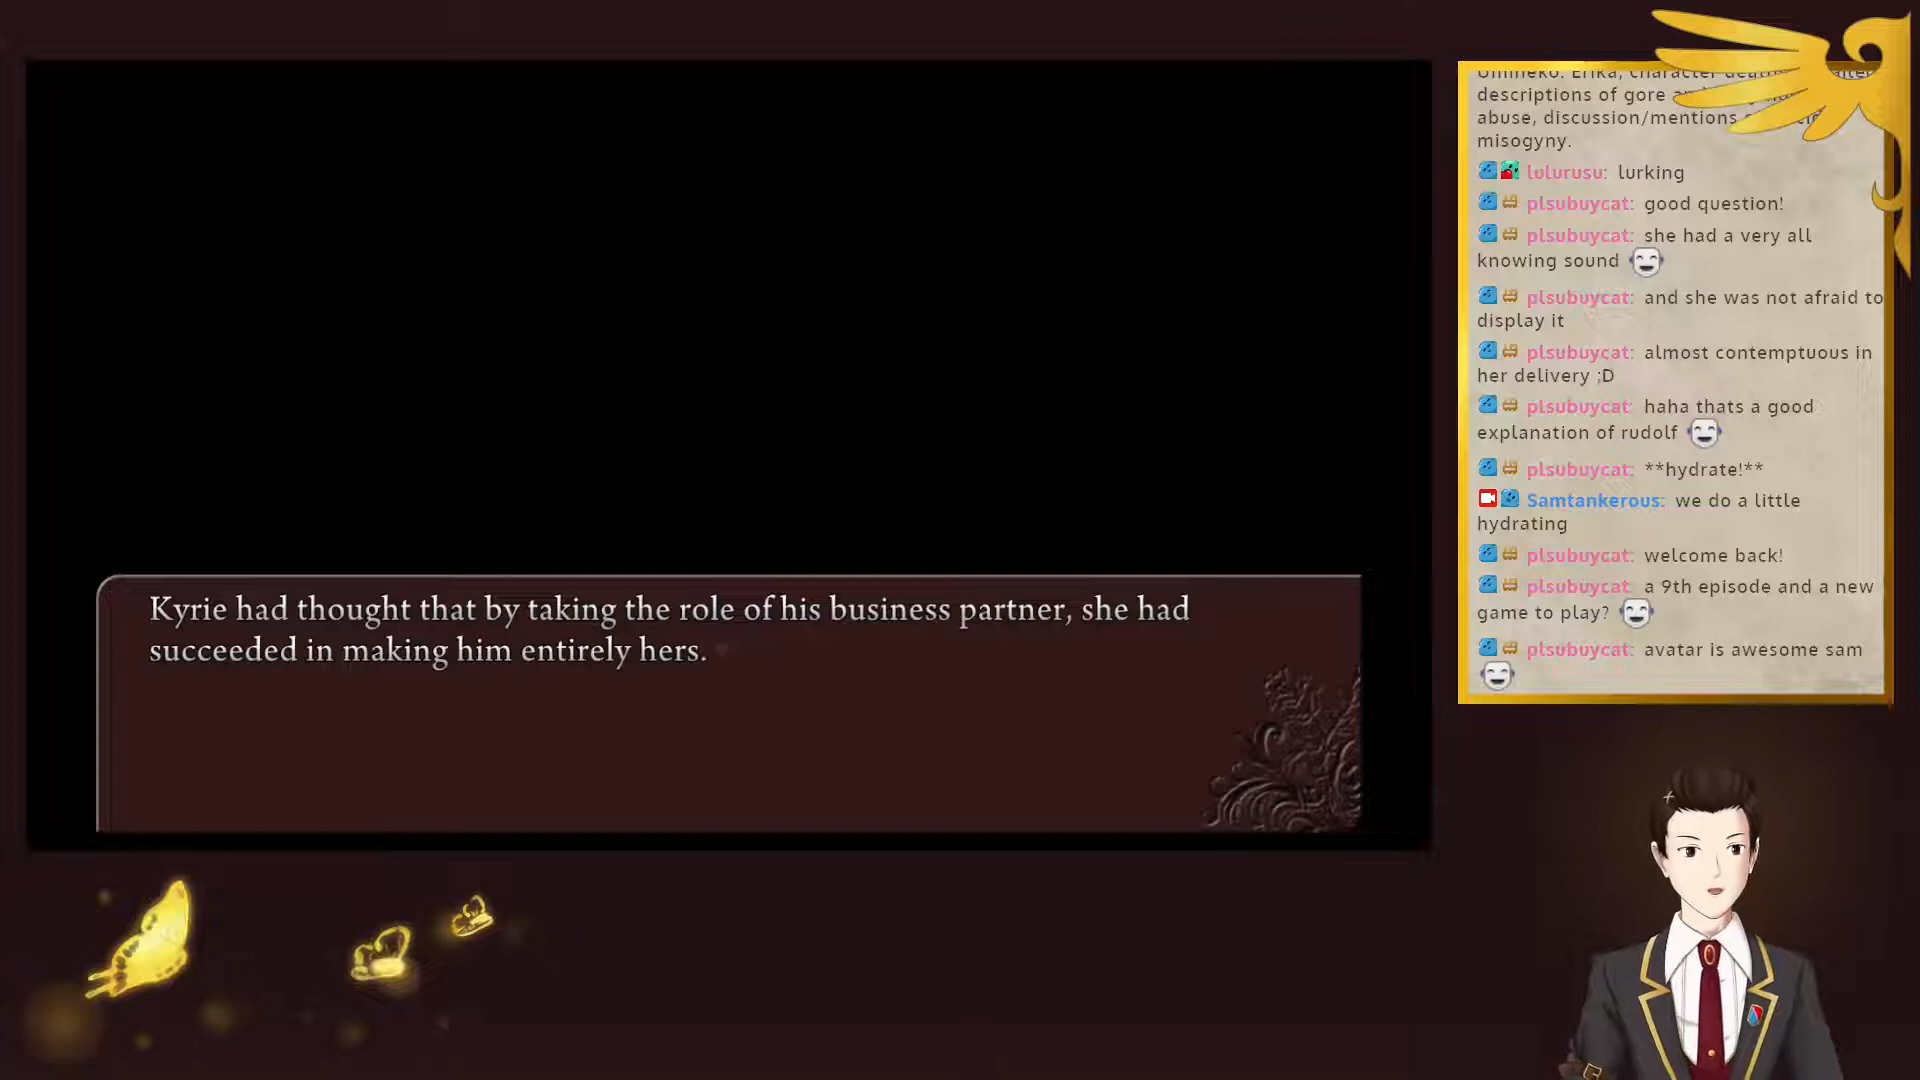 Kyrie had thought that by taking the role of his business partner, she had
succeeded in making him entirely hers.
Umineko: Erika, character
descriptions of gore
abuse, discussion/mentions
misogyny.
lulurusu: lurking
plsubuycat: good question!
plsubuycat: she had a very all
knowing sound
plsubuycat: and she was not afraid to
display it
plsubuycat: almost contemptuous in
her delivery ;D
plsubuycat: haha thats a good
explanation of rudolf
plsubuycat: **hydrate!**
Samtankerous: we do a little
hydrating
plsubuycat: welcome back!
plsubuycat: a 9th episode and a new
game to play?
plsubuycat: avatar is awesome sam